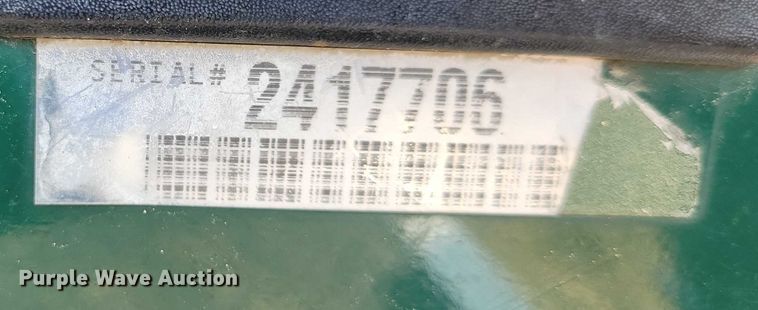 SERIAL# 2417706
Purple Wave Auction